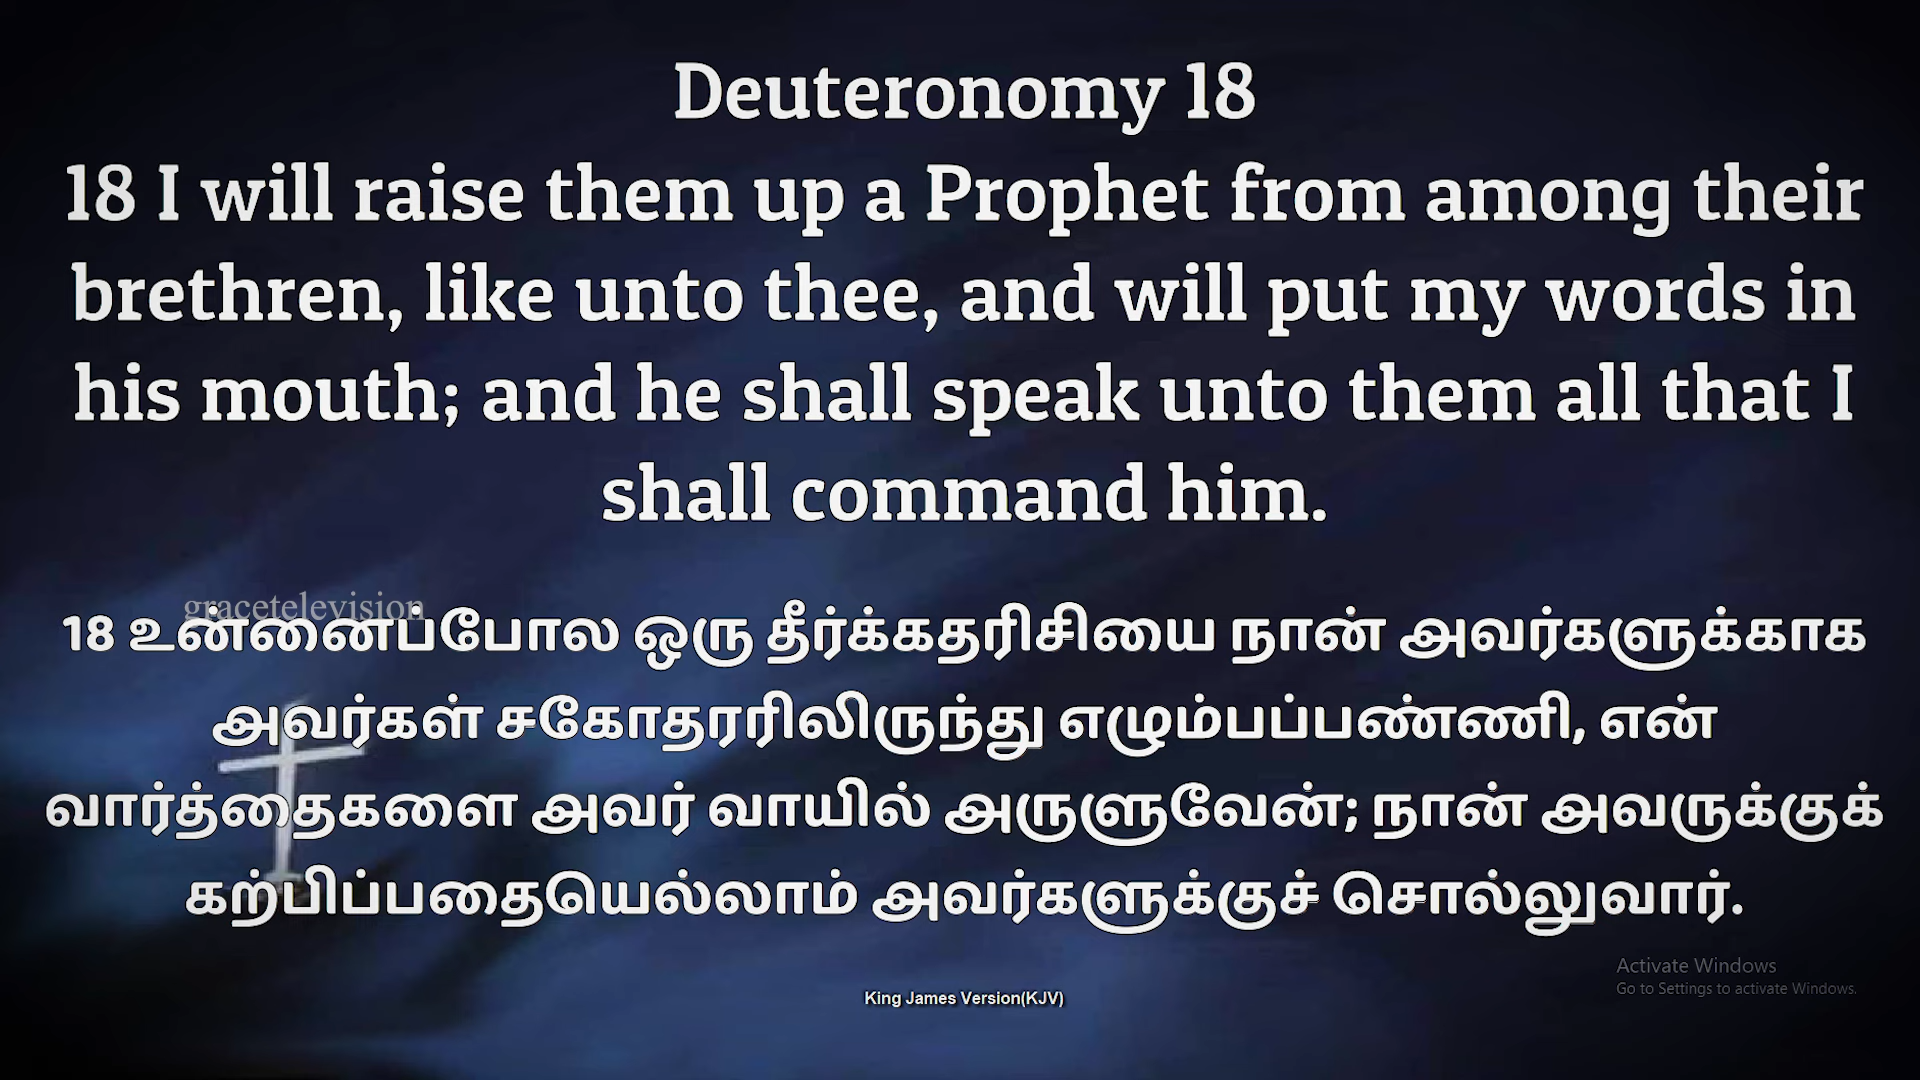 Deuteronomy 18
18 I will raise them up a Prophet from among their
brethren, like unto thee, and will put my words in
his mouth; and he shall speak unto them all that I
shall command him.
gracetelevision
18 உன்னைப்போல ஒரு தீர்க்கதரிசியை நான் அவர்களுக்காக
அவர்கள் சகோதரரிலிருந்து எழும்பப்பண்ணி, என்
வார்த்தைகளை அவர் வாயில் அருளுவேன்; நான் அவருக்குக்
கற்பிப்பதையெல்லாம் அவர்களுக்குச் சொல்லுவார்.
Activate Windows
Go to Settings to activate Windows.
King James Version(KJV)